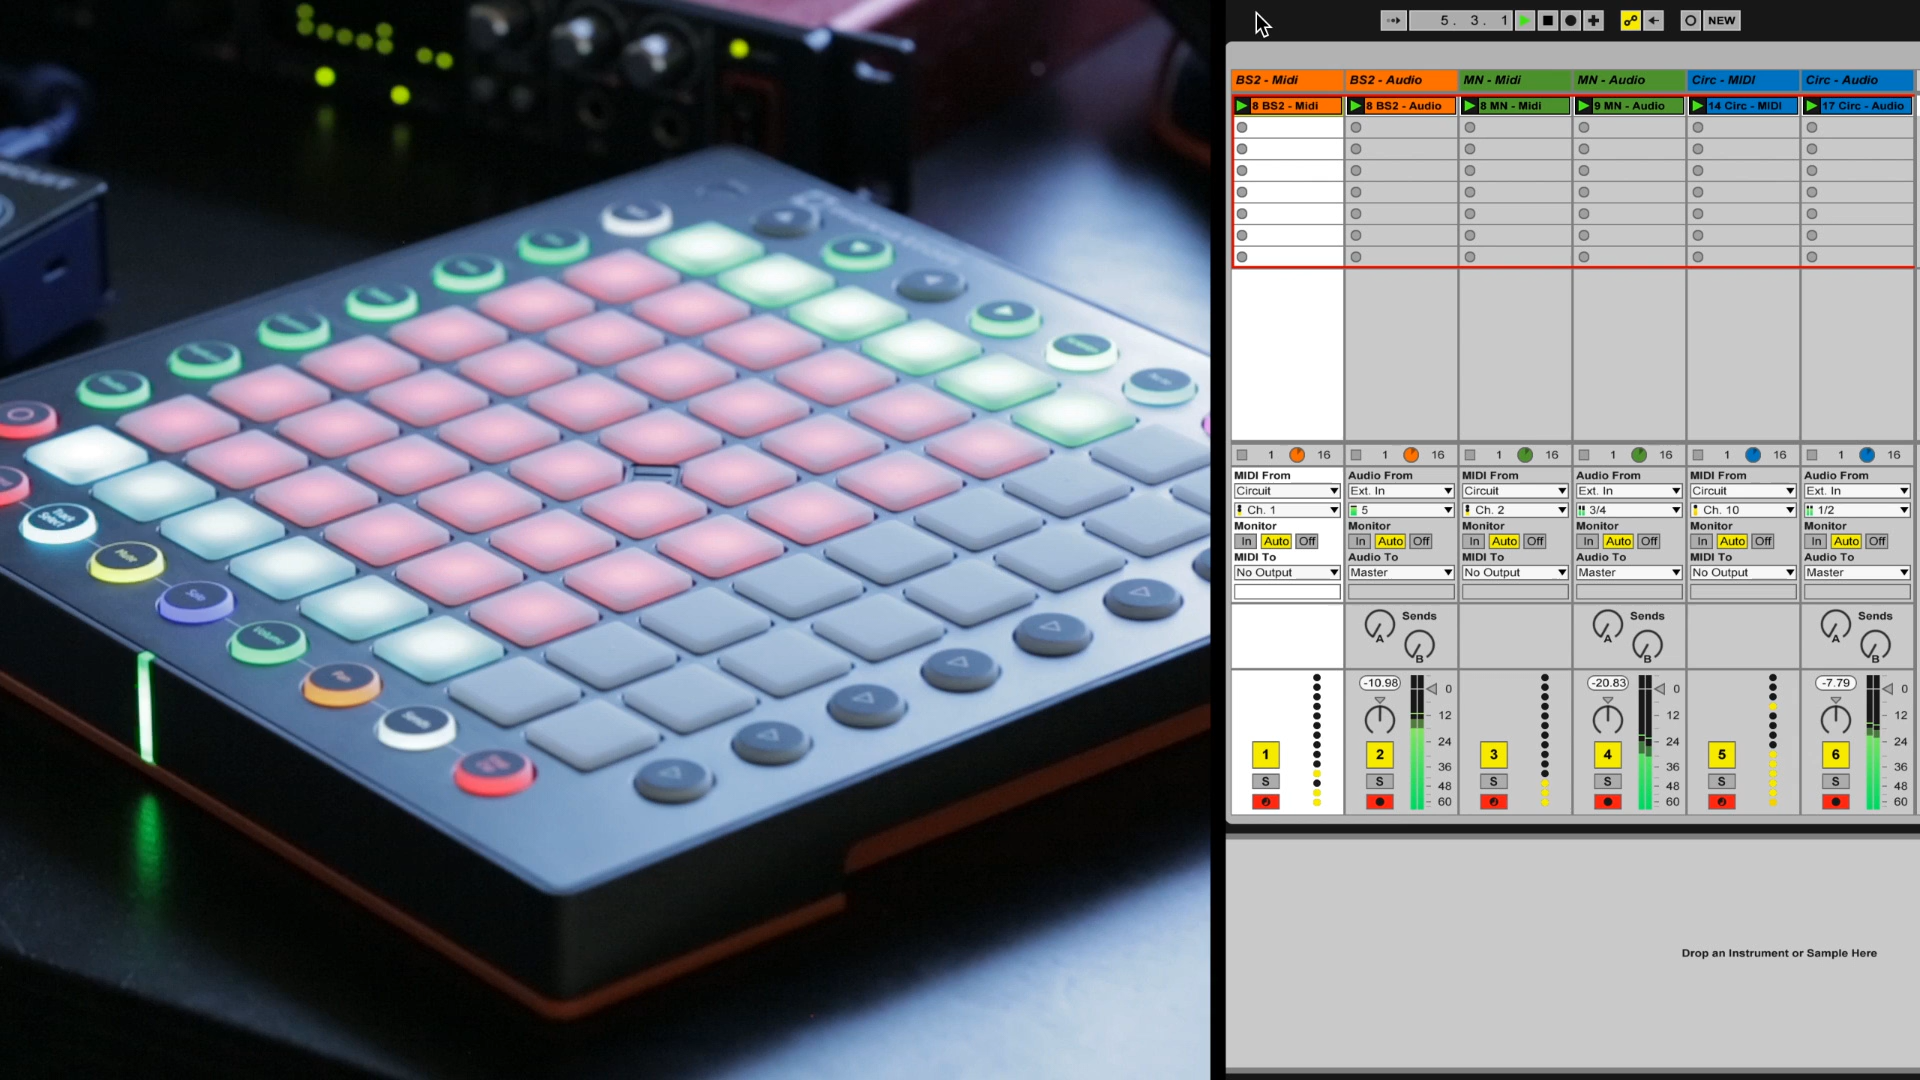 5. 3. 1 NEW
BS2 - Midi BS2 - Audio MN - Midi MN - Audio Circ - MIDI Circ - Audio
8 BS2 - Midi 8 BS2 - Audio 8 MN - Midi 9 MN - Audio 14 Circ - MIDI 17 Circ - Audio
1 16 1 16 1 16 1 16 1 16 1 16
MIDI From Audio From MIDI From Audio From MIDI From Audio From
Circuit Ext. In Circuit Ext. In Circuit Ext. In
Ch. 1 5 Ch. 2 3/4 Ch. 10 1/2
Monitor Monitor Monitor Monitor Monitor Monitor
In Auto Off In Auto Off In Auto Off In Auto Off In Auto Off In Auto Off
MIDI To Audio To MIDI To Audio To MIDI To Audio To
No Output Master No Output Master No Output Master
Sends Sends Sends
A A A
B B B
-10.98 0 -20.83 0 -7.79 0
12 12 12
24 24 24
1 2 3 4 5 6
36 36 36
S S S S S S
48 48 48
60 60 60
Drop an Instrument or Sample Here
Track
Select
Mute
Solo
Volume
Pan
Sends